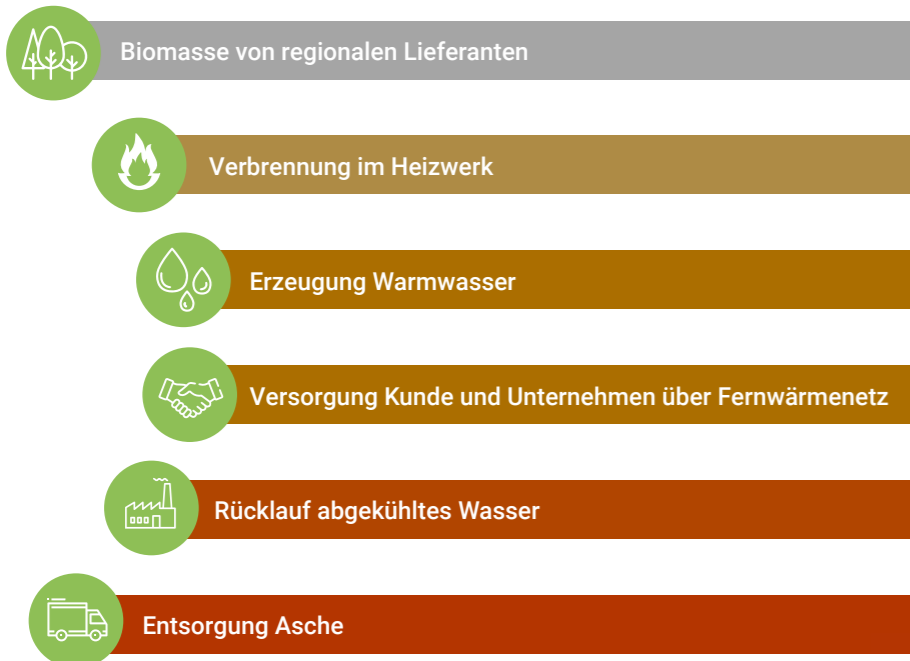 Biomasse von regionalen Lieferanten
Verbrennung im Heizwerk
Erzeugung Warmwasser
Versorgung Kunde und Unternehmen über Fernwärmenetz
Rücklauf abgekühltes Wasser
Entsorgung Asche